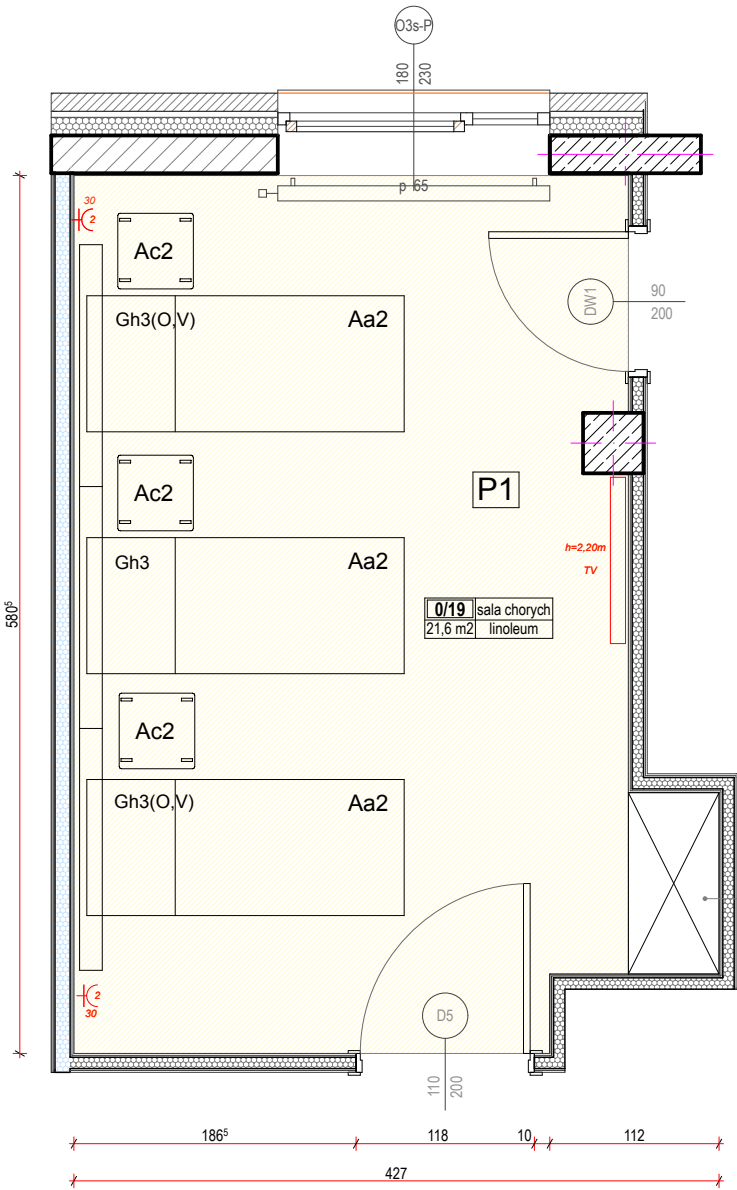 O3s-P
180
230
p 65
30
2
Ac2
Gh3(O,V)
Aa2
DW1
90
200
Ac2
P1
Gh3
Aa2
h=2,20m
TV
0/19 sala chorych
21,6 m2 linoleum
580⁵
Ac2
Gh3(O,V)
Aa2
2
30
D5
110
200
186⁵
118
10
112
427